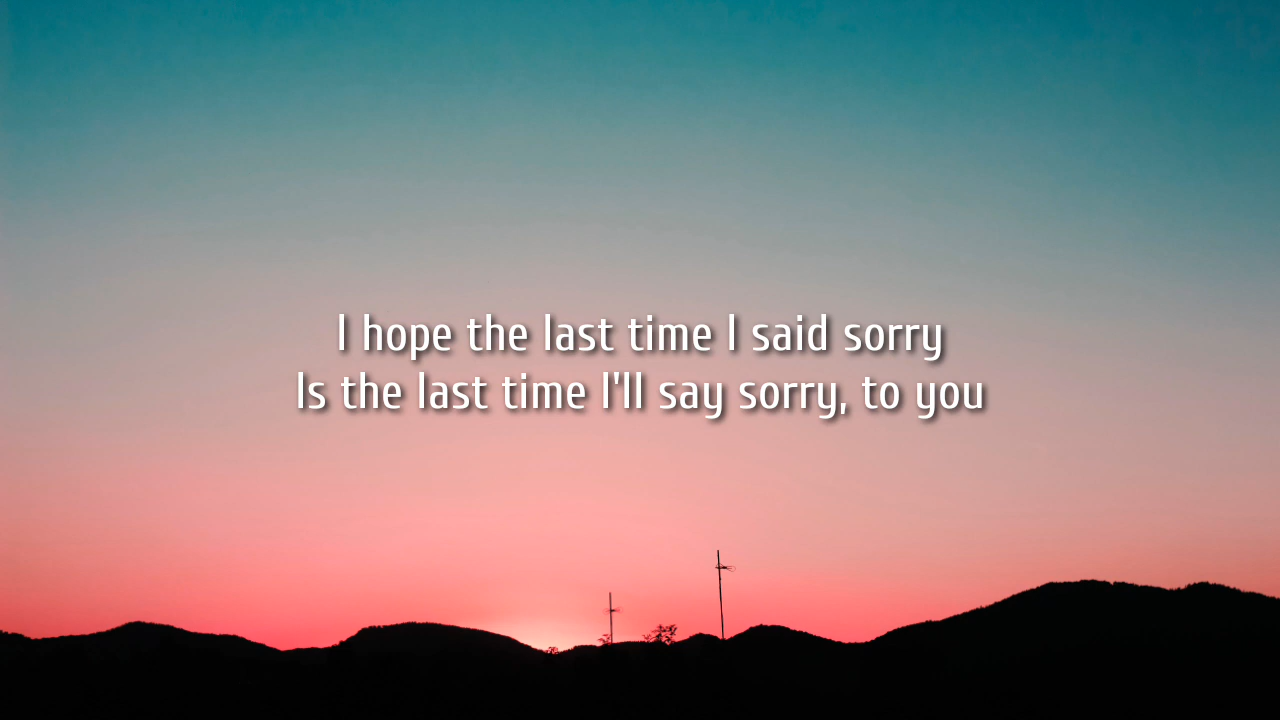 I hope the last time I said sorry
Is the last time I'll say sorry, to you